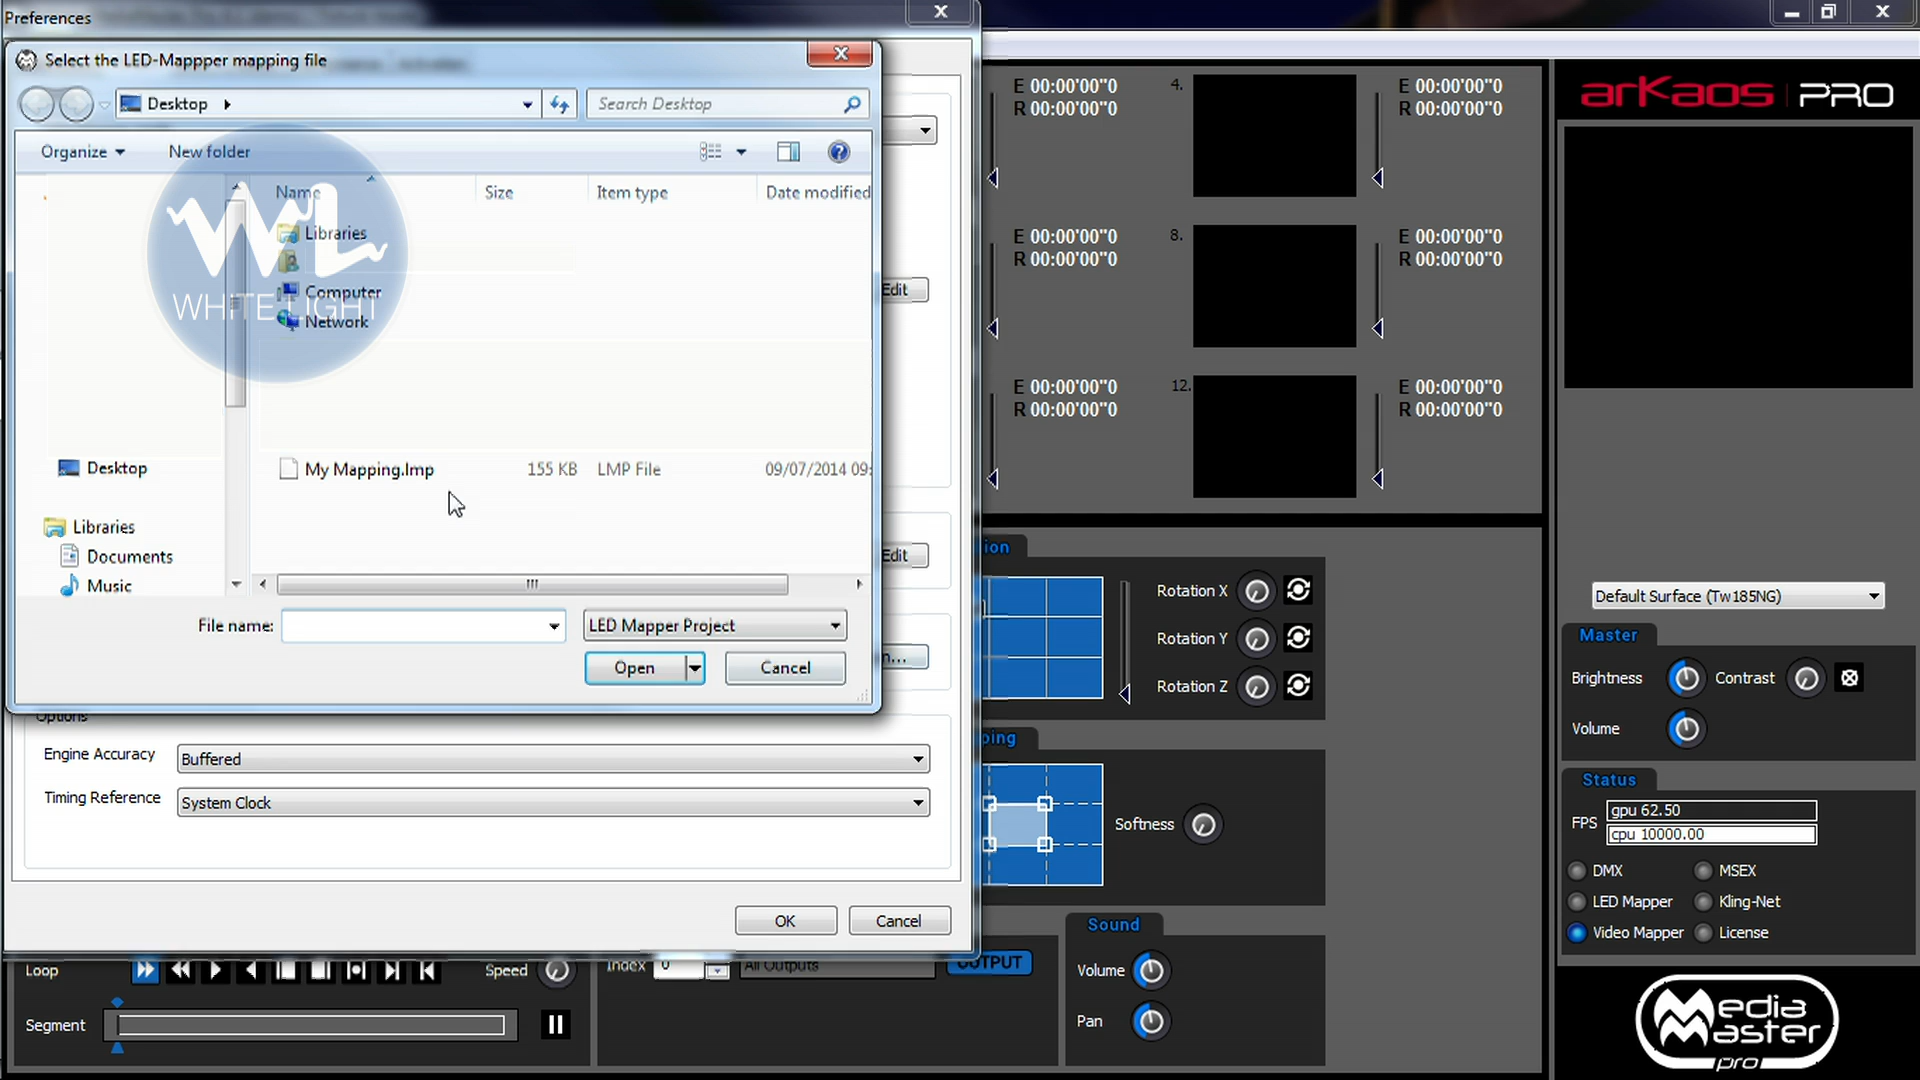 Preferences
Select the LED-Mappper mapping file
Desktop
Search Desktop
Organize
New folder
Name
Size
Item type
Date modified
Libraries
Computer
Network
WL
WHITE LIGHT
My Mapping.lmp
155 KB
LMP File
09/07/2014 09:
Desktop
Libraries
Documents
Music
File name:
LED Mapper Project
Open
Cancel
Edit
Edit
n...
Options
Engine Accuracy
Buffered
Timing Reference
System Clock
OK
Cancel
E 00:00'00"0
R 00:00'00"0
4.
E 00:00'00"0
R 00:00'00"0
E 00:00'00"0
R 00:00'00"0
8.
E 00:00'00"0
R 00:00'00"0
E 00:00'00"0
R 00:00'00"0
12.
E 00:00'00"0
R 00:00'00"0
ion
Rotation X
Rotation Y
Rotation Z
ping
Softness
Loop
Speed
Segment
Index
0
All Outputs
OUTPUT
Sound
Volume
Pan
arKaos PRO
Default Surface (Tw185NG)
Master
Brightness
Contrast
Volume
Status
FPS
gpu 62.50
cpu 10000.00
DMX
MSEX
LED Mapper
Kling-Net
Video Mapper
License
Media
Master
pro